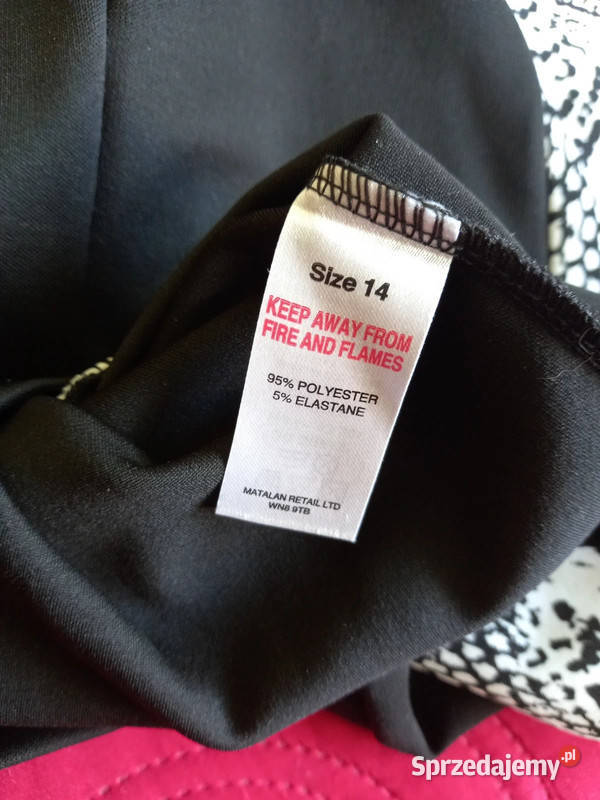 Size 14
KEEP AWAY FROM
FIRE AND FLAMES
95% POLYESTER
5% ELASTANE
MATALAN RETAIL LTD
WN8 9TB
Sprzedajemy.pl